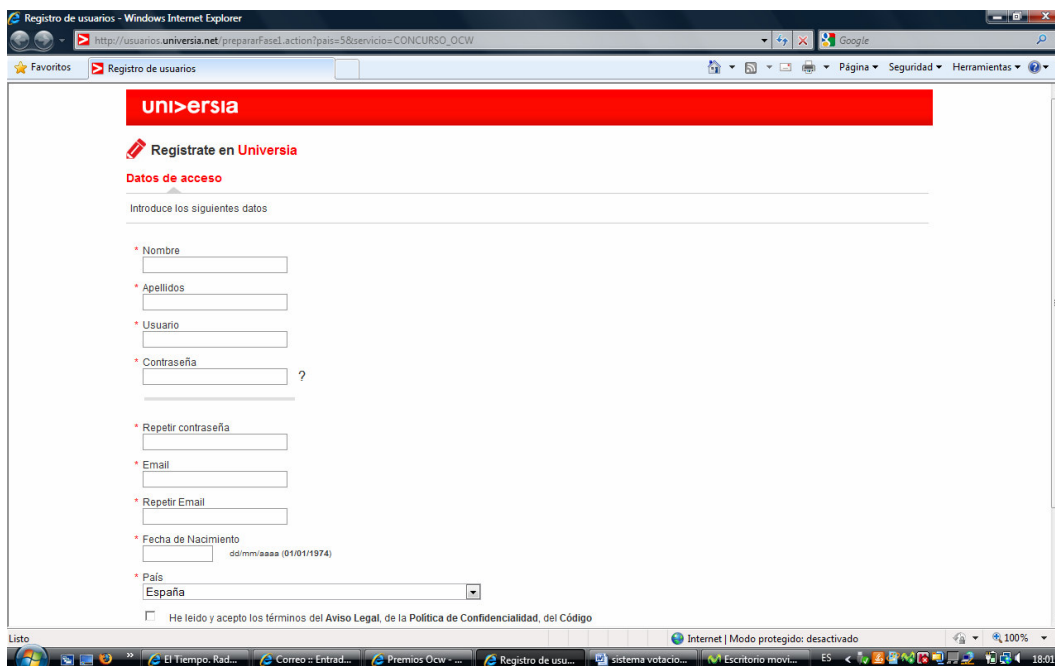 Registro de usuarios - Windows Internet Explorer
http://usuarios.universia.net/prepararFase1.action?pais=5&servicio=CONCURSO_OCW
Google
Favoritos
Registro de usuarios
Página
Seguridad
Herramientas
uni>ersia
Regístrate en Universia
Datos de acceso
Introduce los siguientes datos
* Nombre
* Apellidos
* Usuario
* Contraseña
?
* Repetir contraseña
* Email
* Repetir Email
* Fecha de Nacimiento
dd/mm/aaaa (01/01/1974)
* País
España
He leido y acepto los términos del Aviso Legal, de la Política de Confidencialidad, del Código
Listo
Internet | Modo protegido: desactivado
100%
El Tiempo. Rad...
Correo :: Entrad...
Premios Ocw - ...
Registro de usu...
sistema votacio...
Escritorio movi...
ES
18:01